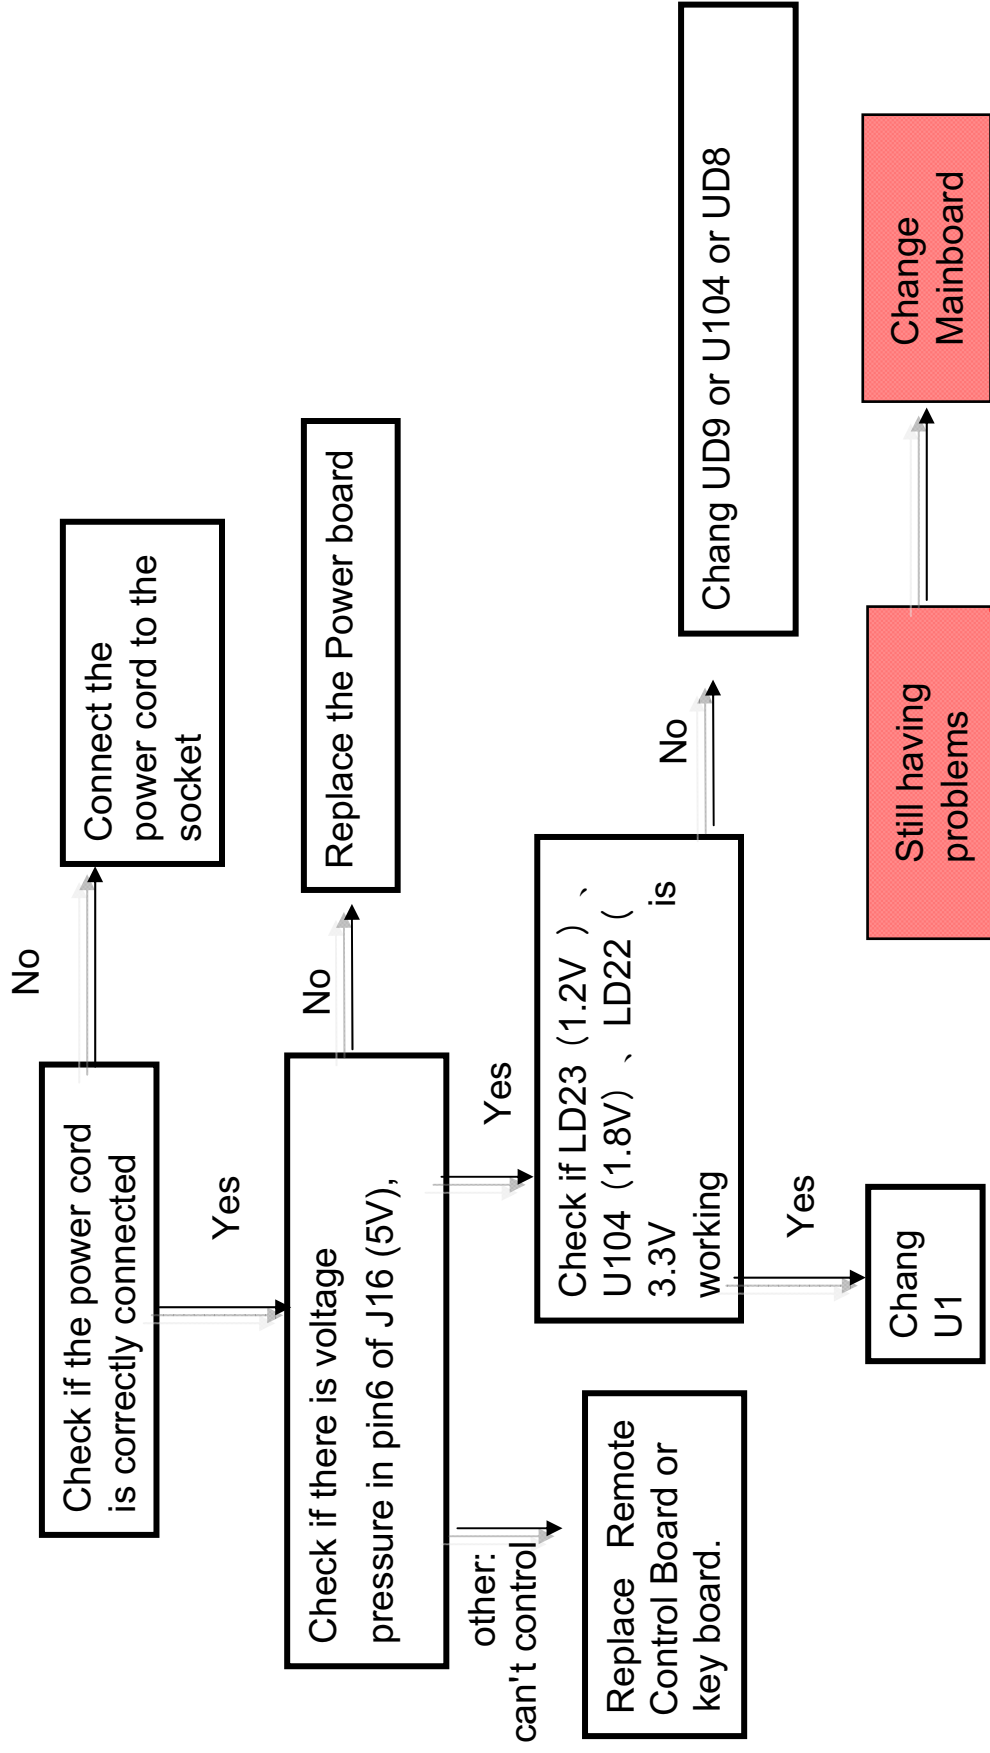 Check if the power cord
is correctly connected
No
Connect the
power cord to the
socket
Yes
Check if there is voltage
pressure in pin6 of J16 (5V),
No
Replace the Power board
other:
can't control
Replace Remote
Control Board or
key board.
Yes
Check if LD23（1.2V ）、
U104（1.8V）、LD22（
3.3V is
working
No
Chang UD9 or U104 or UD8
Yes
Chang
U1
Still having
problems
Change
Mainboard